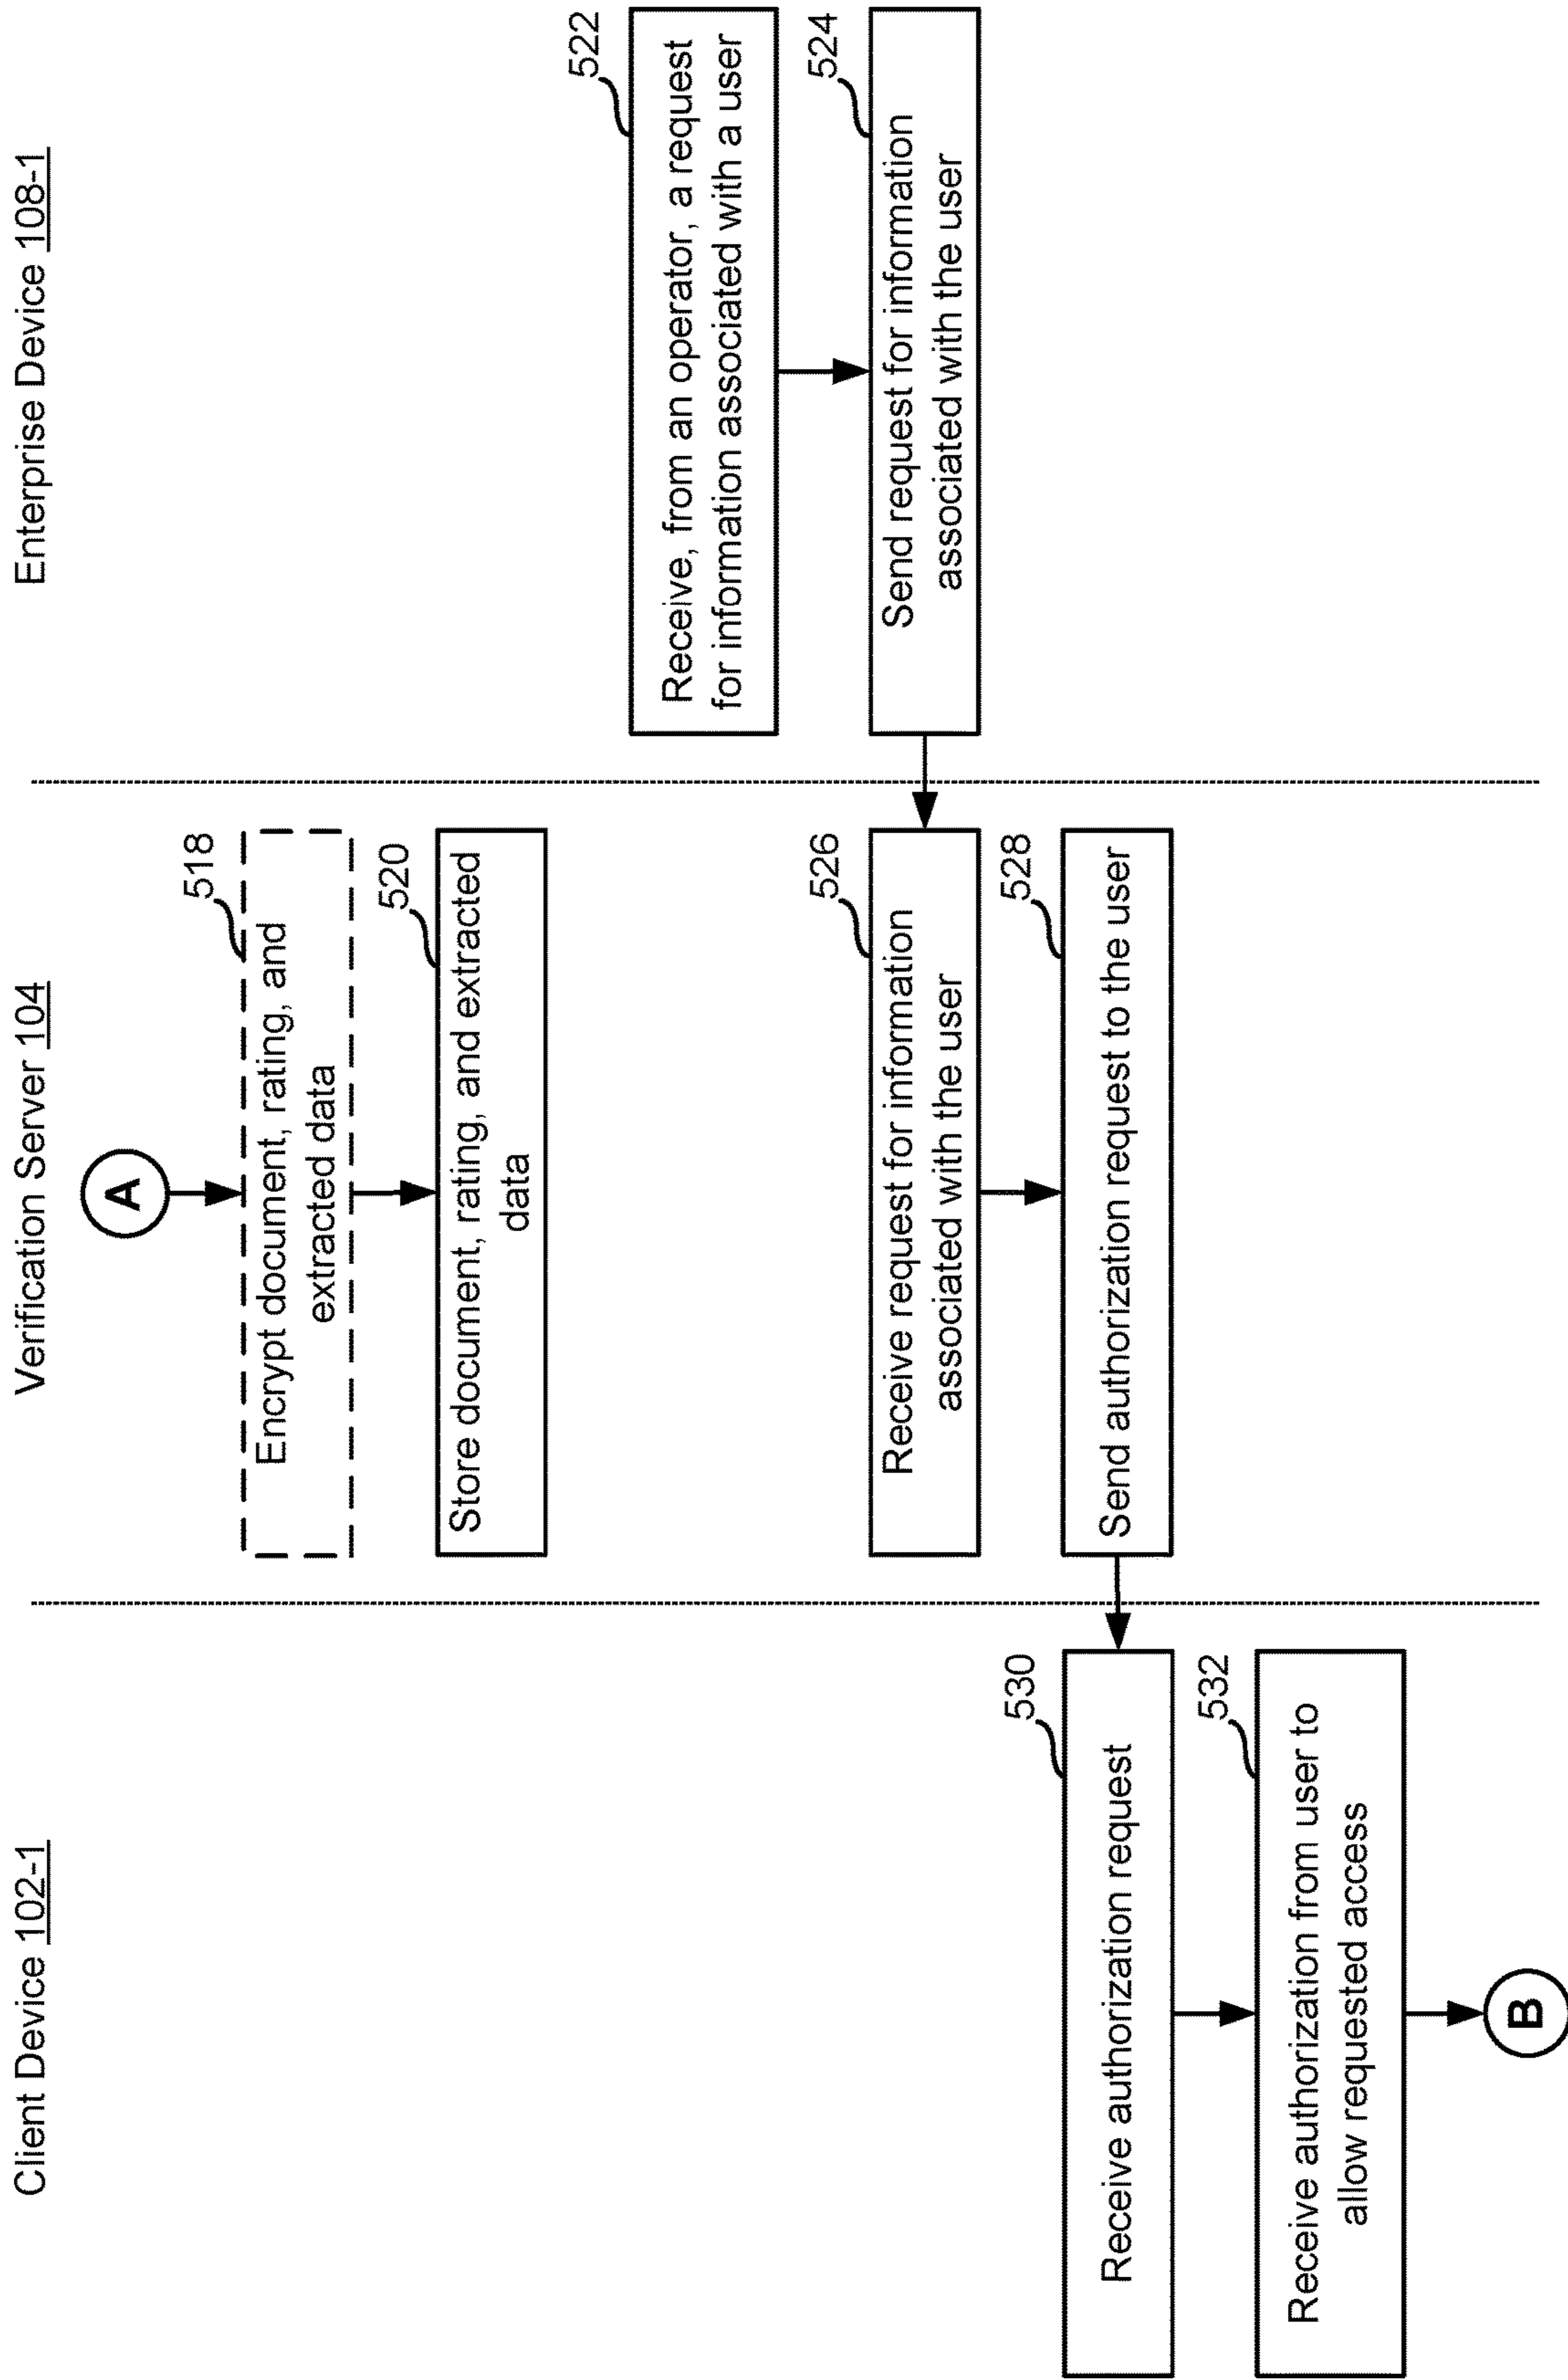 Client Device 102-1
Verification Server 104
Enterprise Device 108-1
A
518
Encrypt document, rating, and
extracted data
520
Store document, rating, and extracted
data
522
Receive, from an operator, a request
for information associated with a user
524
Send request for information
associated with the user
526
Receive request for information
associated with the user
528
Send authorization request to the user
530
Receive authorization request
532
Receive authorization from user to
allow requested access
B